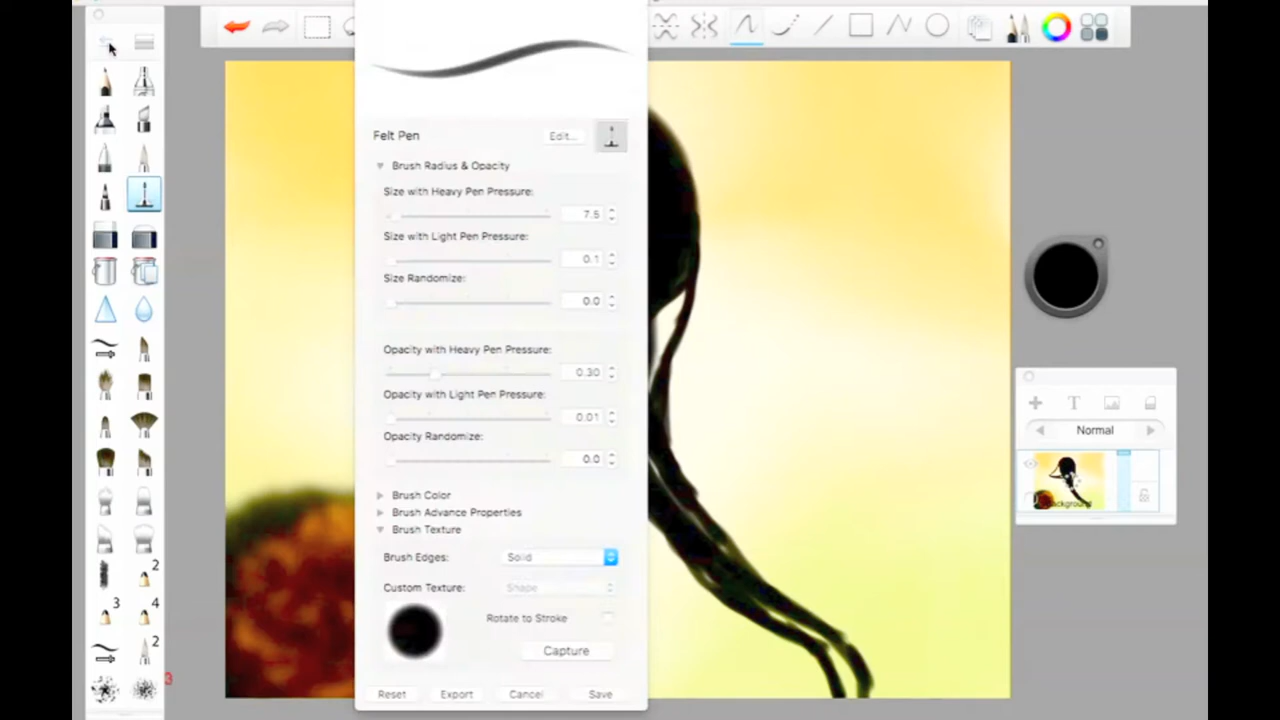 Felt Pen Edit...
Brush Radius & Opacity
Size with Heavy Pen Pressure:
7.5
Size with Light Pen Pressure:
0.1
Size Randomize:
0.0
Opacity with Heavy Pen Pressure:
0.30
Opacity with Light Pen Pressure:
0.01
Opacity Randomize:
0.0
Brush Color
Brush Advance Properties
Brush Texture
Brush Edges: Solid
Custom Texture: Shape
Rotate to Stroke
Capture
Reset Export Cancel Save
2
3 4
2
3
T
Normal
Background